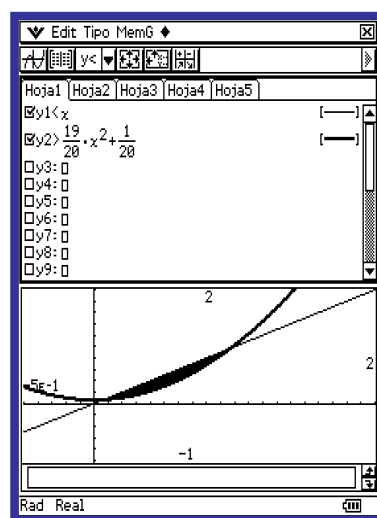 Edit Tipo MemG
y<
Hoja1 Hoja2 Hoja3 Hoja4 Hoja5
y1<x [—]
y2>19/20·x²+1/20 [—]
y3:▯
y4:▯
y5:▯
y6:▯
y7:▯
y8:▯
y9:▯
2
2
.5E-1
-1
Rad Real